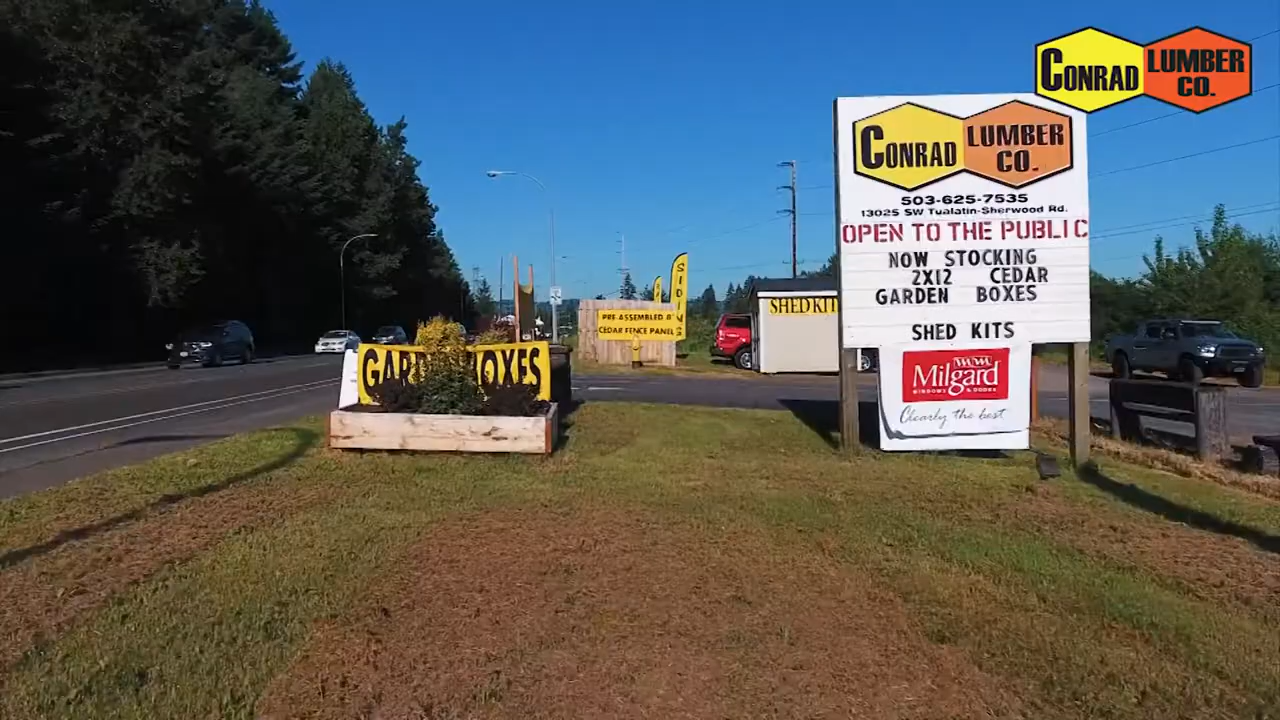 CONRAD LUMBER CO.
CONRAD LUMBER CO.
503-625-7535
13025 SW Tualatin-Sherwood Rd.
OPEN TO THE PUBLIC
NOW STOCKING
2X12 CEDAR
GARDEN BOXES
SHED KITS
Milgard
WINDOWS & DOORS
Clearly the best
SIDING
SHED KIT
PRE-ASSEMBLED
CEDAR FENCE PANELS
BOXES